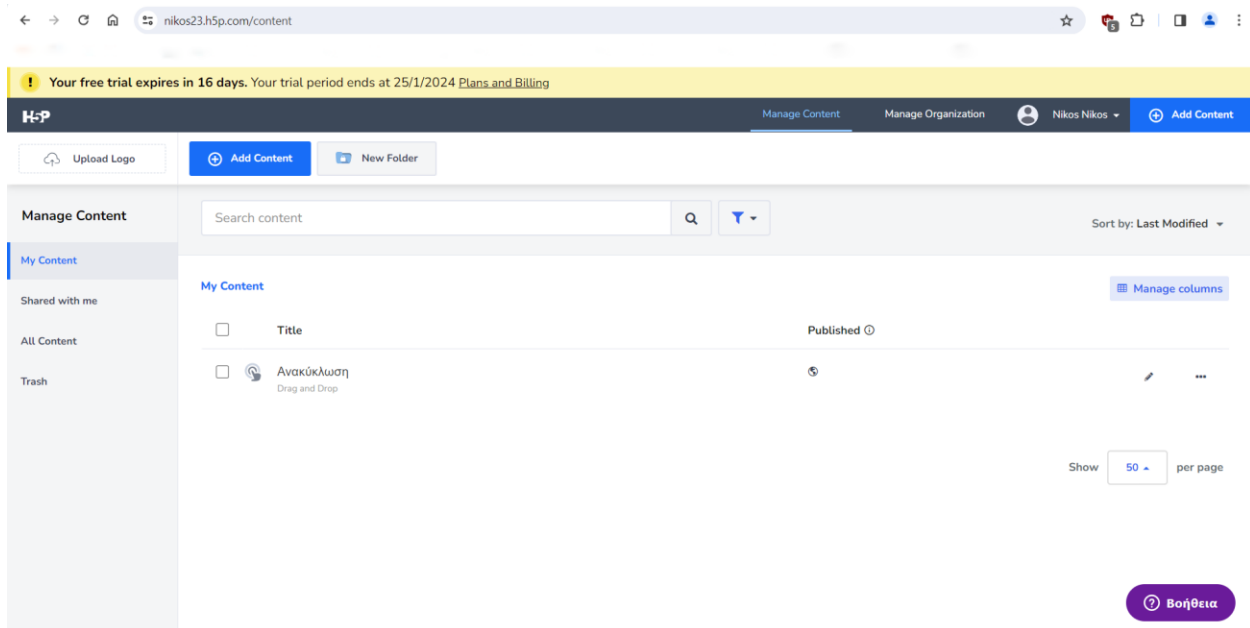 nikos23.h5p.com/content
5
! Your free trial expires in 16 days. Your trial period ends at 25/1/2024 Plans and Billing
H5P Manage Content Manage Organization Nikos Nikos Add Content
Upload Logo Add Content New Folder
Manage Content Search content Sort by: Last Modified
My Content
My Content Manage columns
Shared with me
Title Published
All Content
Ανακύκλωση
Trash
Drag and Drop
Show 50 per page
? Βοήθεια